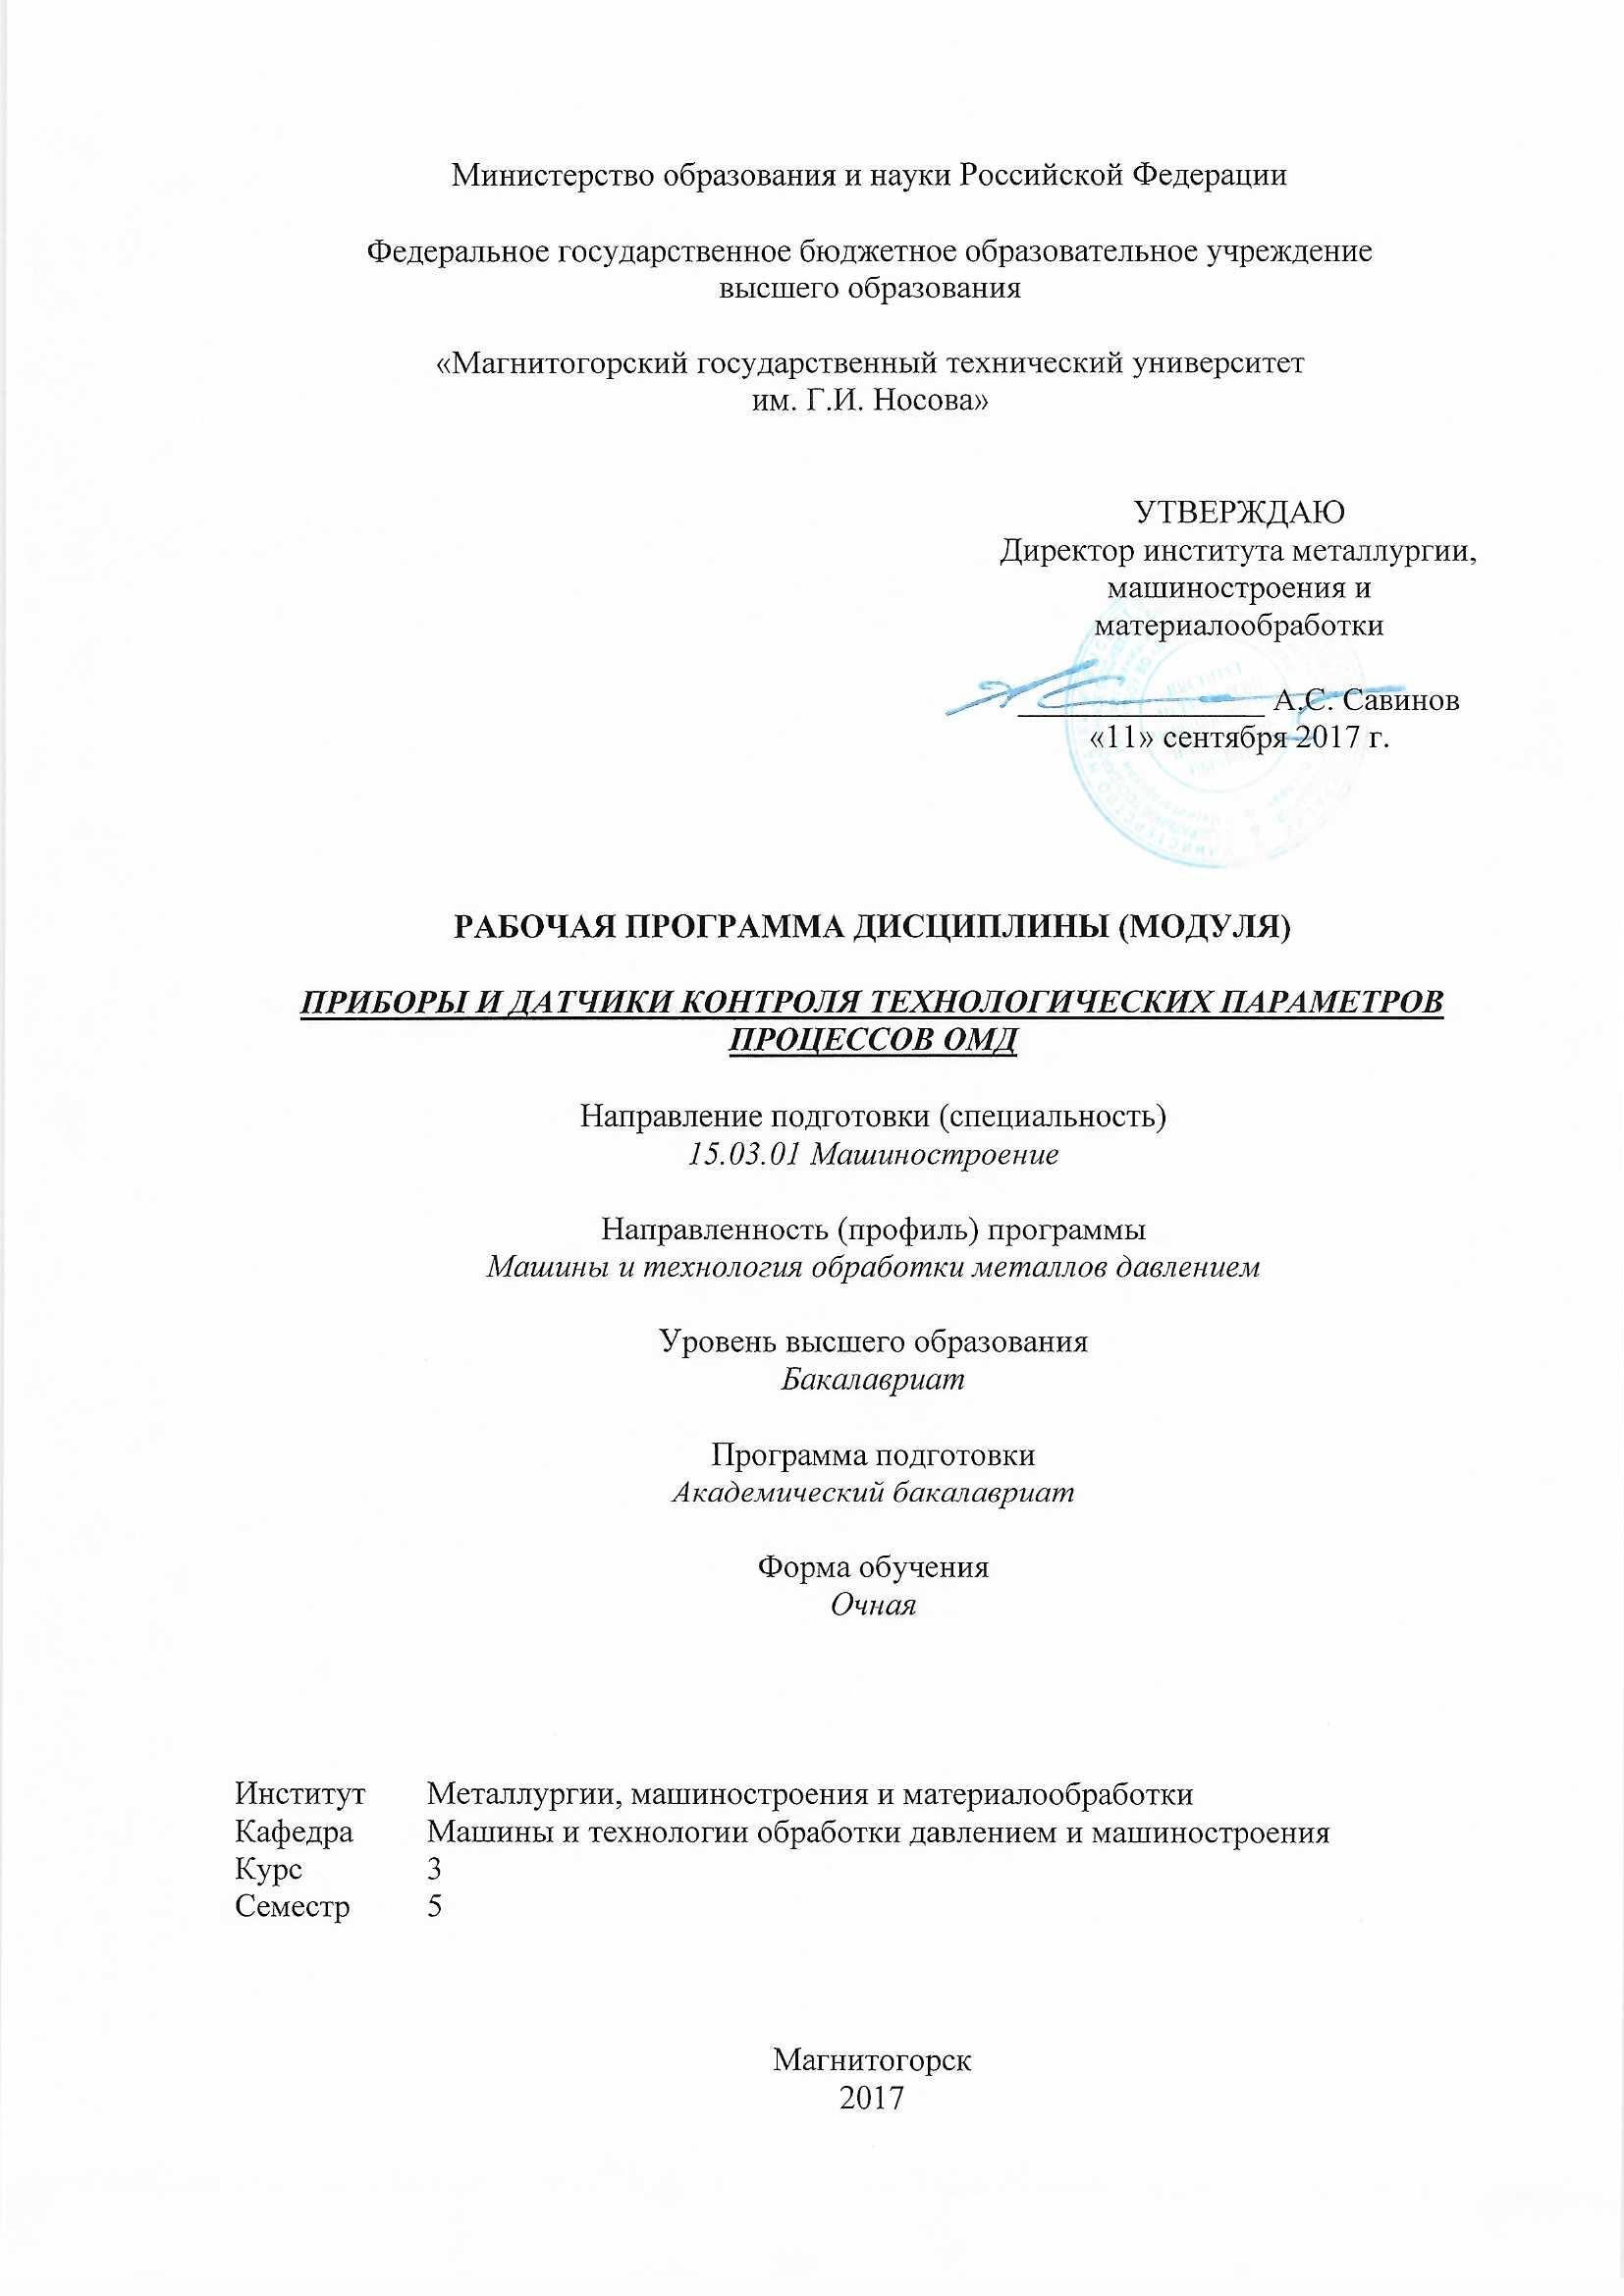 Министерство образования и науки Российской Федерации
Федеральное государственное бюджетное образовательное учреждение
высшего образования
«Магнитогорский государственный технический университет
им. Г.И. Носова»
УТВЕРЖДАЮ
Директор института металлургии,
машиностроения и
материалообработки
А.С. Савинов
«11» сентября 2017 г.
РАБОЧАЯ ПРОГРАММА ДИСЦИПЛИНЫ (МОДУЛЯ)
ПРИБОРЫ И ДАТЧИКИ КОНТРОЛЯ ТЕХНОЛОГИЧЕСКИХ ПАРАМЕТРОВ
ПРОЦЕССОВ ОМД
Направление подготовки (специальность)
15.03.01 Машиностроение
Направленность (профиль) программы
Машины и технология обработки металлов давлением
Уровень высшего образования
Бакалавриат
Программа подготовки
Академический бакалавриат
Форма обучения
Очная
Институт Металлургии, машиностроения и материалообработки
Кафедра Машины и технологии обработки давлением и машиностроения
Курс 3
Семестр 5
Магнитогорск
2017